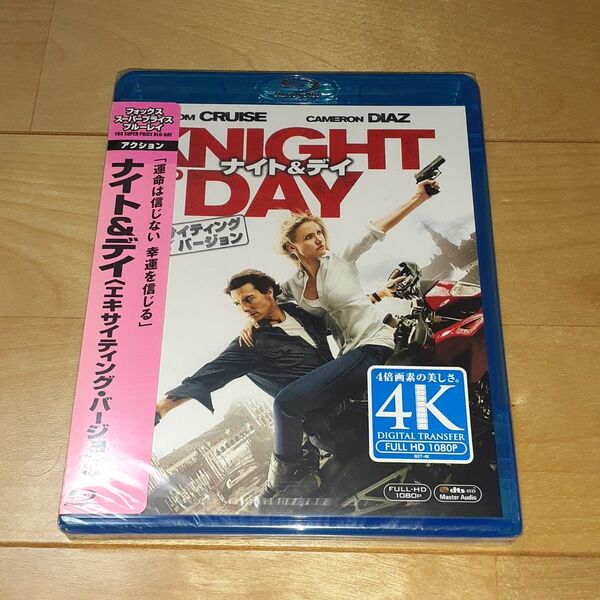 フォックス
スーパープライス
ブルーレイ
FOX SUPER PRICE BLU-RAY
アクション
「運命は信じない 幸運を信じる」
ナイト&デイ〈エキサイティング・バージョン
OM CRUISE
CAMERON DIAZ
KNIGHT
ナイト&デイ
DAY
サイティング
バージョン
4倍画素の美しさ。
4K
DIGITAL TRANSFER
FULL HD 1080P
BET-4K
FULL-HD
1080P
dts-HD
Master Audio